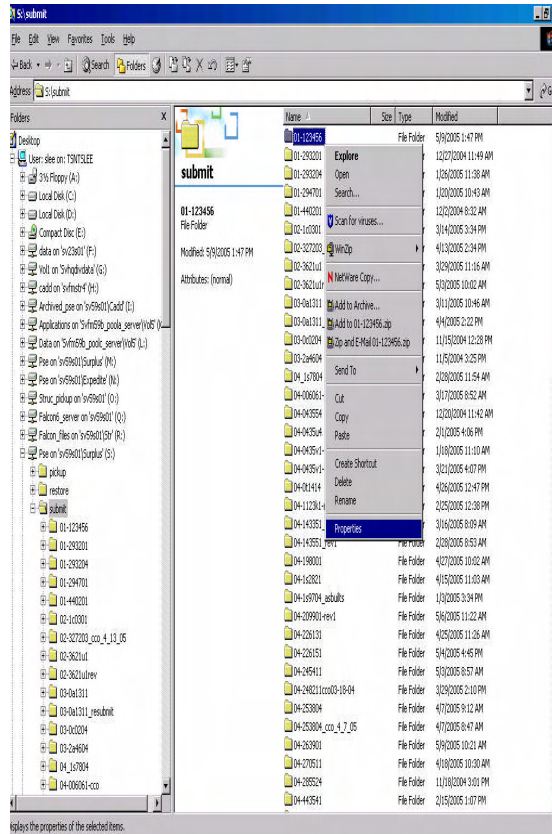 S:\submit
File Edit View Favorites Tools Help
Back Search Folders
Address S:\submit
Folders X
Desktop
User: slee on: TSNTSLEE
3½ Floppy (A:)
Local Disk (C:)
Local Disk (D:)
Compact Disc (E:)
data on 'sv23s01' (F:)
Volt on 'Svhqdivdata' (G:)
cadd on 'svfmstr4' (H:)
Archived_pse on 'sv59s01\Cadd' (I:)
Applications on 'Svfm59b_poola_server\Vol5' (
Data on 'Svfm59b_poolc_server\Vol5' (L:)
Pse on 'sv59s01\Surplus' (M:)
Pse on 'sv59s01\Expedite' (N:)
Struc_pickup on 'sv59s01' (O:)
Falcon6_server on 'sv59s01' (Q:)
Falcon_files on 'sv59s01\Str' (R:)
Pse on 'sv59s01\Surplus' (S:)
pickup
restore
submit
01-123456
01-293201
01-293204
01-294701
01-440201
02-1c0301
02-327203_cco_4_13_05
02-3621u1
02-3621u1rev
03-0a1311
03-0a1311_resubmit
03-0c0204
03-2a4604
04_1s7804
04-006061-cco
submit
01-123456
File Folder
Modified: 5/9/2005 1:47 PM
Attributes: (normal)
Name Size Type Modified
01-123456 File Folder 5/9/2005 1:47 PM
01-293201 r 12/27/2004 11:49 AM
01-293204 r 1/26/2005 11:38 AM
01-294701 r 1/20/2005 10:43 AM
01-440201 r 12/2/2004 8:32 AM
02-1c0301 r 3/14/2005 3:34 PM
02-327203_ r 4/13/2005 2:34 PM
02-3621u1 r 3/29/2005 11:16 AM
02-3621u1r r 5/3/2005 10:02 AM
03-0a1311 r 3/11/2005 10:46 AM
03-0a1311_ r 4/4/2005 2:22 PM
03-0c0204 r 11/15/2004 12:28 PM
03-2a4604 r 11/5/2004 3:25 PM
04_1s7804 r 2/28/2005 11:54 AM
04-006061- r 3/17/2005 8:52 AM
04-043554 r 12/20/2004 11:42 AM
04-0435u4 r 2/1/2005 4:06 PM
04-0435v1- r 1/18/2005 11:10 AM
04-0435v1- r 3/21/2005 4:07 PM
04-0t1414 r 4/26/2005 12:47 PM
04-1123k1- r 2/25/2005 12:38 PM
04-143351_ r 3/16/2005 8:09 AM
04-143551_rev1 File Folder 2/28/2005 8:53 AM
04-198001 File Folder 4/27/2005 10:02 AM
04-1s2821 File Folder 4/15/2005 11:03 AM
04-1s9704_asbuilts File Folder 1/3/2005 3:34 PM
04-209901-rev1 File Folder 5/6/2005 11:22 AM
04-226131 File Folder 4/25/2005 11:26 AM
04-226151 File Folder 5/4/2005 4:45 PM
04-245411 File Folder 5/3/2005 8:57 AM
04-248211cco03-18-04 File Folder 3/29/2005 2:10 PM
04-253804 File Folder 4/7/2005 9:12 AM
04-253804_cco_4_7_05 File Folder 4/7/2005 8:47 AM
04-263901 File Folder 5/9/2005 10:21 AM
04-270511 File Folder 4/18/2005 10:30 AM
04-285524 File Folder 11/18/2004 3:01 PM
04-443541 File Folder 2/15/2005 1:07 PM
Explore
Open
Search...
Scan for viruses...
WinZip
NetWare Copy...
Add to Archive...
Add to 01-123456.zip
Zip and E-Mail 01-123456.zip
Send To
Cut
Copy
Paste
Create Shortcut
Delete
Rename
Properties
isplays the properties of the selected items.